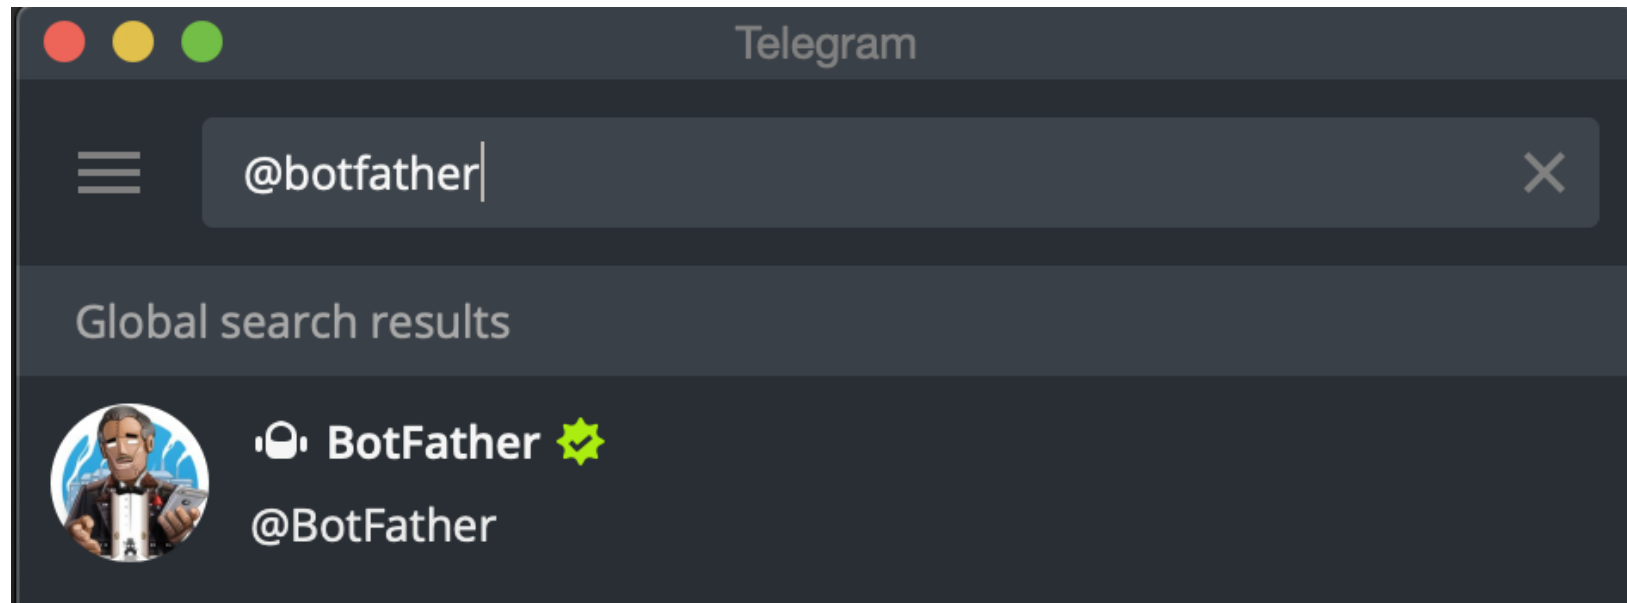 Telegram
@botfather
Global search results
BotFather
@BotFather